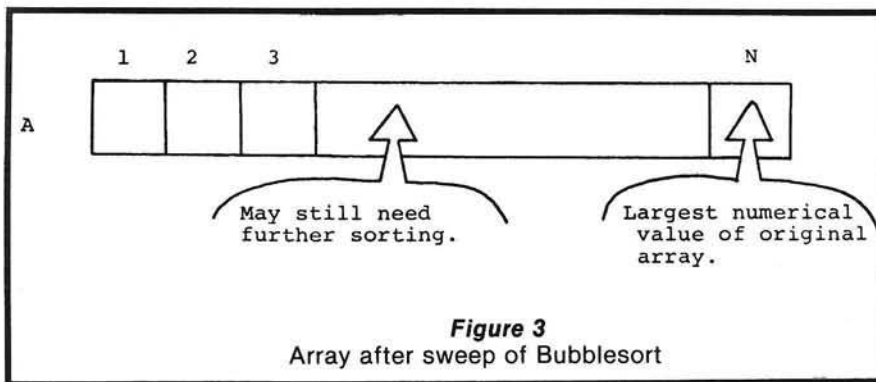 1 2 3 N
A
May still need
further sorting.
Largest numerical
value of original
array.
Figure 3
Array after sweep of Bubblesort